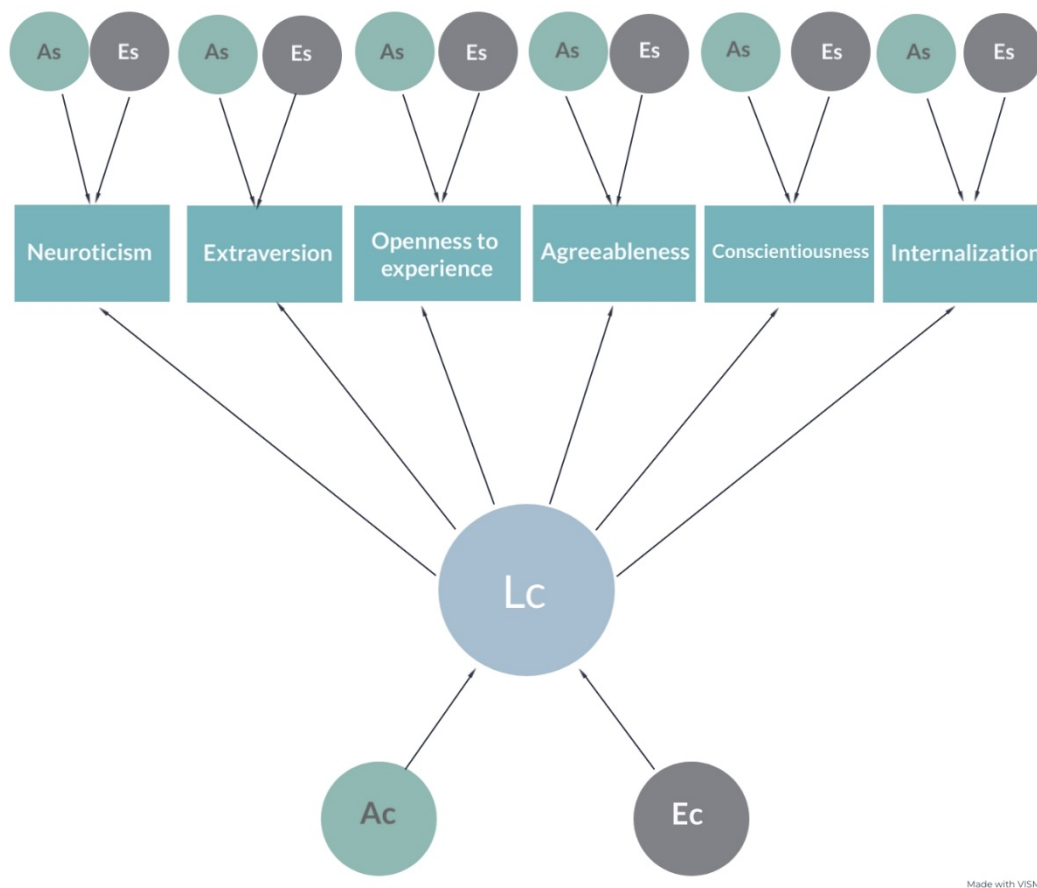 As Es As Es As Es As Es As Es As Es
Neuroticism
Extraversion
Openness to
experience
Agreeableness
Conscientiousness
Internalization
Lc
Ac
Ec
Made with VISM